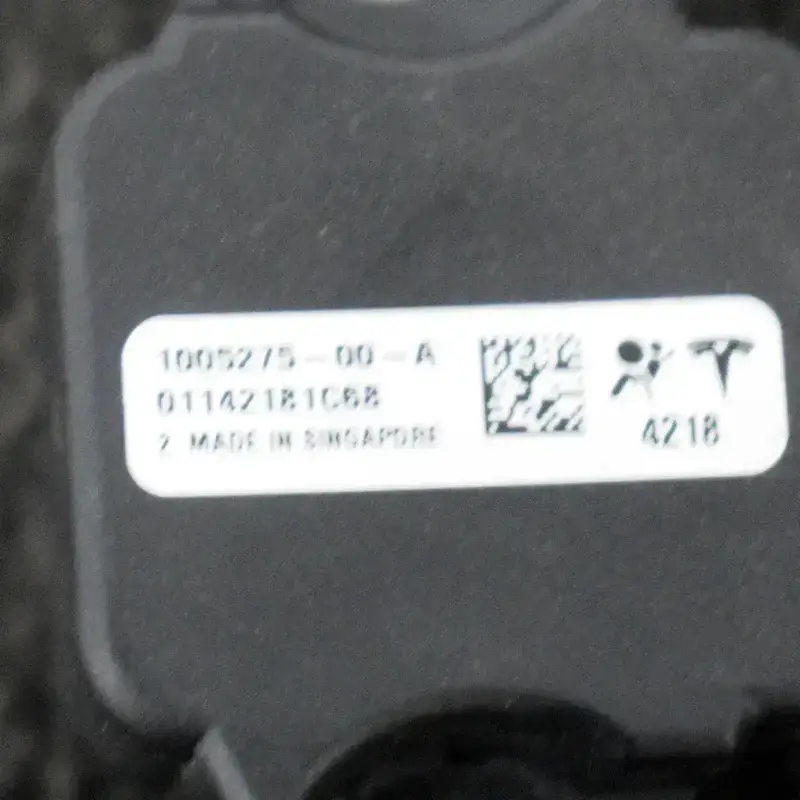 1005275-00-A
01142181C68
2 MADE IN SINGAPORE
4218